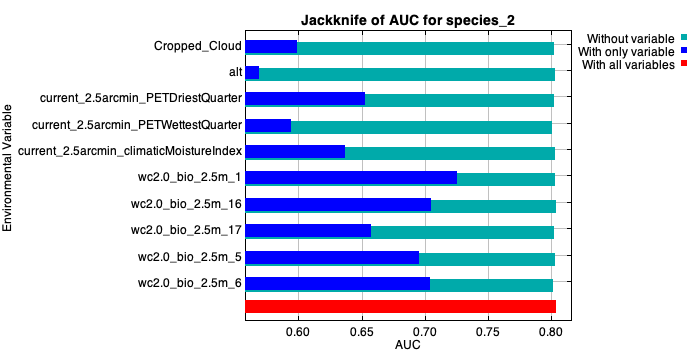 Jackknife of AUC for species_2
Without variable
With only variable
With all variables
Environmental Variable
Cropped_Cloud
alt
current_2.5arcmin_PETDriestQuarter
current_2.5arcmin_PETWettestQuarter
current_2.5arcmin_climaticMoistureIndex
wc2.0_bio_2.5m_1
wc2.0_bio_2.5m_16
wc2.0_bio_2.5m_17
wc2.0_bio_2.5m_5
wc2.0_bio_2.5m_6
0.60 0.65 0.70 0.75 0.80
AUC